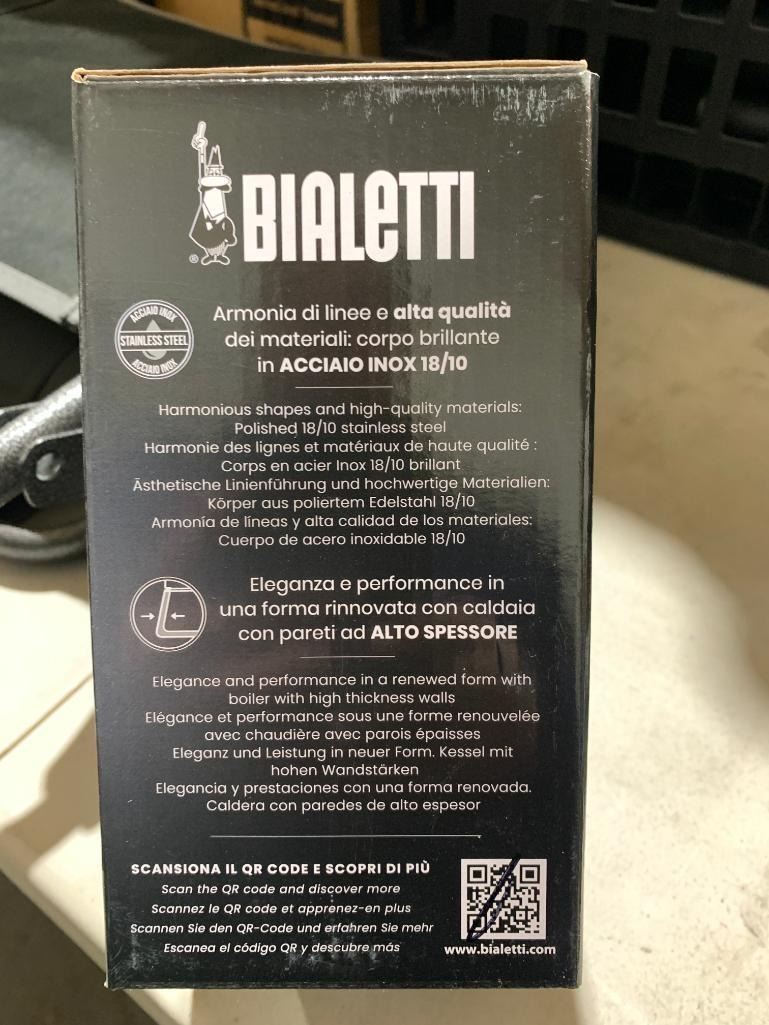 BIALETTI
®
ACCIAIO INOX
STAINLESS STEEL
ACCIAIO INOX
Armonia di linee e alta qualità
dei materiali: corpo brillante
in ACCIAIO INOX 18/10
Harmonious shapes and high-quality materials:
Polished 18/10 stainless steel
Harmonie des lignes et matériaux de haute qualité :
Corps en acier Inox 18/10 brillant
Ästhetische Linienführung und hochwertige Materialien:
Körper aus poliertem Edelstahl 18/10
Armonía de líneas y alta calidad de los materiales:
Cuerpo de acero inoxidable 18/10
Eleganza e performance in
una forma rinnovata con caldaia
con pareti ad ALTO SPESSORE
Elegance and performance in a renewed form with
boiler with high thickness walls
Elégance et performance sous une forme renouvelée
avec chaudière avec parois épaisses
Eleganz und Leistung in neuer Form. Kessel mit
hohen Wandstärken
Elegancia y prestaciones con una forma renovada.
Caldera con paredes de alto espesor
SCANSIONA IL QR CODE E SCOPRI DI PIÙ
Scan the QR code and discover more
Scannez le QR code et apprenez-en plus
Scannen Sie den QR-Code und erfahren Sie mehr
Escanea el código QR y descubre más
www.bialetti.com